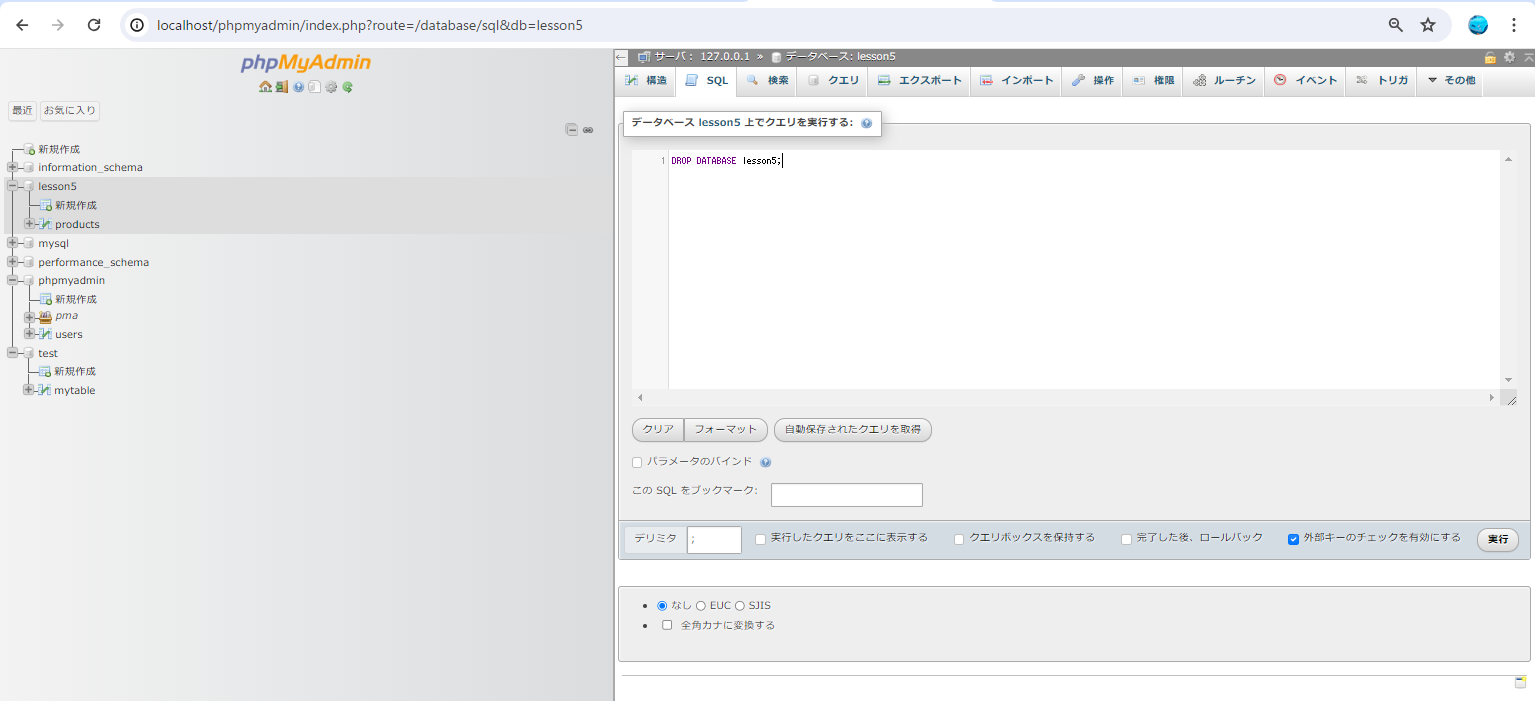 localhost/phpmyadmin/index.php?route=/database/sql&db=lesson5
phpMyAdmin
最近 お気に入り
新規作成
information_schema
lesson5
新規作成
products
mysql
performance_schema
phpmyadmin
新規作成
pma
users
test
新規作成
mytable
サーバ: 127.0.0.1 » データベース: lesson5
構造 SQL 検索 クエリ エクスポート インポート 操作 権限 ルーチン イベント トリガ その他
データベース lesson5 上でクエリを実行する:
1 DROP DATABASE lesson5;
クリア フォーマット 自動保存されたクエリを取得
パラメータのバインド
この SQL をブックマーク:
デリミタ ; 実行したクエリをここに表示する クエリボックスを保持する 完了した後、ロールバック 外部キーのチェックを有効にする 実行
なし EUC SJIS
全角カナに変換する